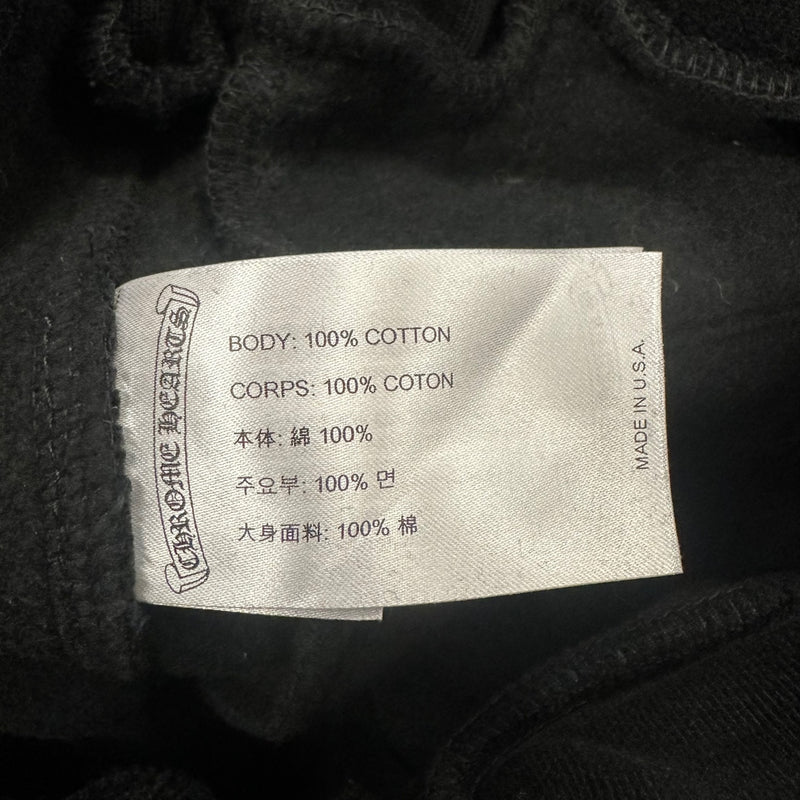 CHROME HEARTS
BODY: 100% COTTON
CORPS: 100% COTON
本体: 綿 100%
주요부: 100% 면
大身面料: 100% 棉
MADE IN U.S.A.